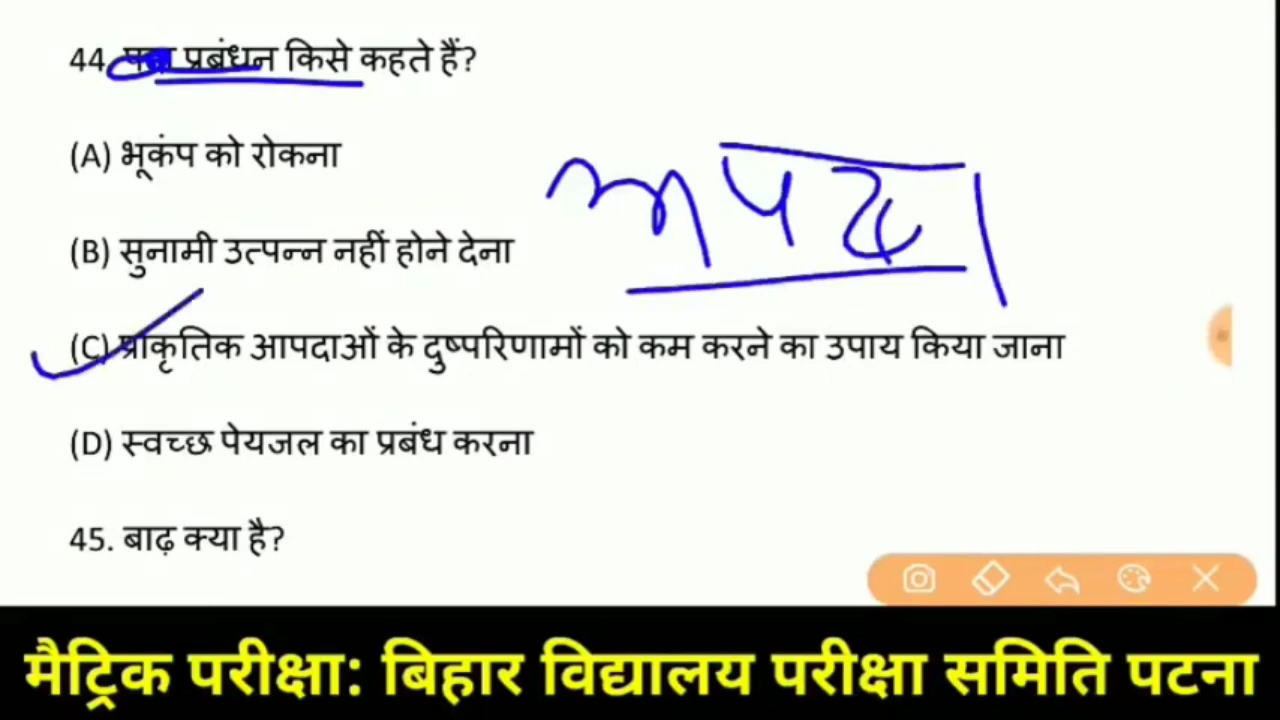 44. प्रबंधन किसे कहते हैं?
(A) भूकंप को रोकना
(B) सुनामी उत्पन्न नहीं होने देना
अपदा
(C) प्राकृतिक आपदाओं के दुष्परिणामों को कम करने का उपाय किया जाना
(D) स्वच्छ पेयजल का प्रबंध करना
45. बाढ़ क्या है?
मैट्रिक परीक्षा: बिहार विद्यालय परीक्षा समिति पटना